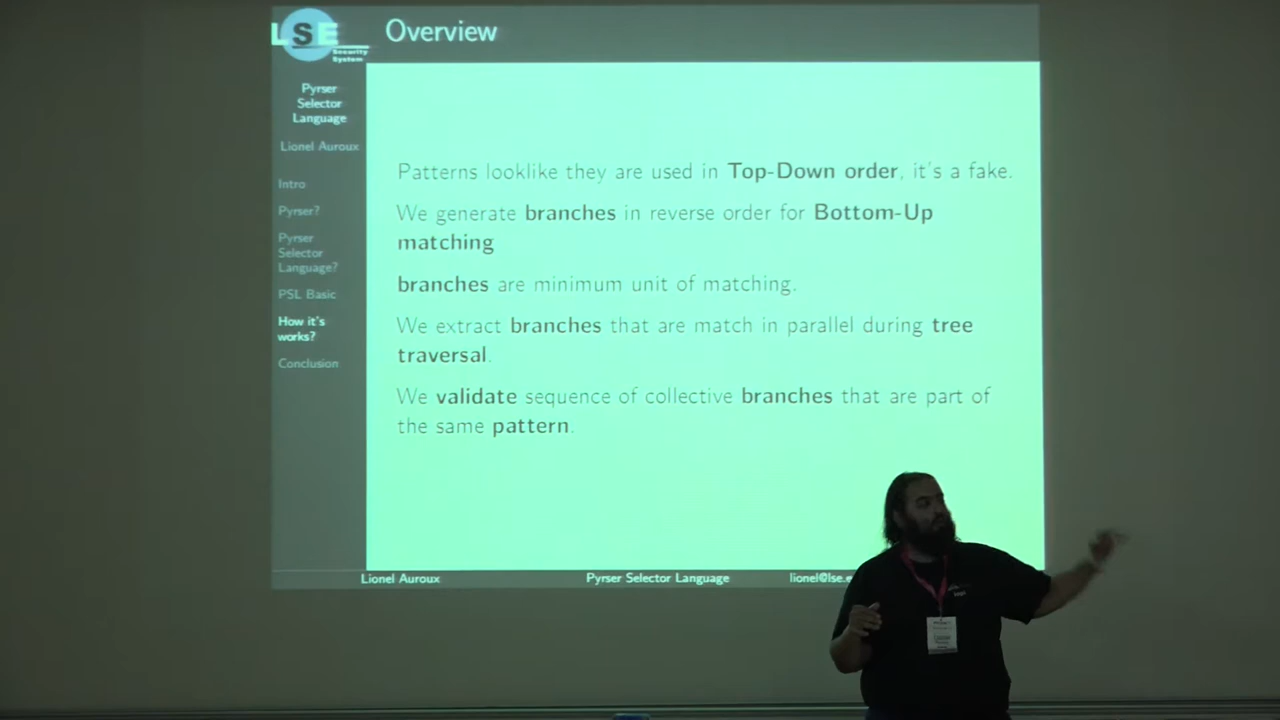 LSE
Security
System
Overview
Pyrser
Selector
Language
Lionel Auroux
Intro
Pyrser?
Pyrser
Selector
Language?
PSL Basic
How it's
works?
Conclusion
Patterns looklike they are used in Top-Down order, it's a fake.
We generate branches in reverse order for Bottom-Up
matching
branches are minimum unit of matching.
We extract branches that are match in parallel during tree
traversal.
We validate sequence of collective branches that are part of
the same pattern.
Lionel Auroux
Pyrser Selector Language
lionel@lse.e